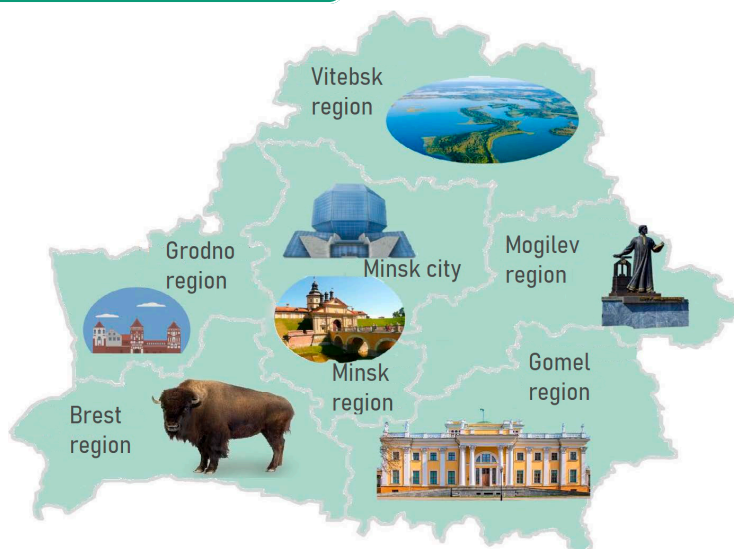 Vitebsk
region
Grodno
region
Minsk city
Mogilev
region
Minsk
region
Gomel
region
Brest
region